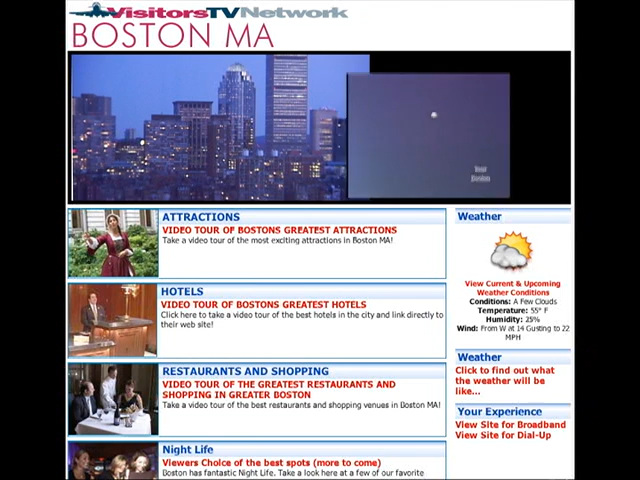 VisitorsTVNetwork
BOSTON MA
Your
Boston
ATTRACTIONS
VIDEO TOUR OF BOSTONS GREATEST ATTRACTIONS
Take a video tour of the most exciting attractions in Boston MA!
HOTELS
VIDEO TOUR OF BOSTONS GREATEST HOTELS
Click here to take a video tour of the best hotels in the city and link directly to
their web site!
RESTAURANTS AND SHOPPING
VIDEO TOUR OF THE GREATEST RESTAURANTS AND
SHOPPING IN GREATER BOSTON
Take a video tour of the best restaurants and shopping venues in Boston MA!
Night Life
Viewers Choice of the best spots (more to come)
Boston has fantastic Night Life. Take a look here at a few of our favorite
Weather
View Current & Upcoming
Weather Conditions
Conditions: A Few Clouds
Temperature: 55° F
Humidity: 25%
Wind: From W at 14 Gusting to 22
MPH
Weather
Click to find out what
the weather will be
like...
Your Experience
View Site for Broadband
View Site for Dial-Up